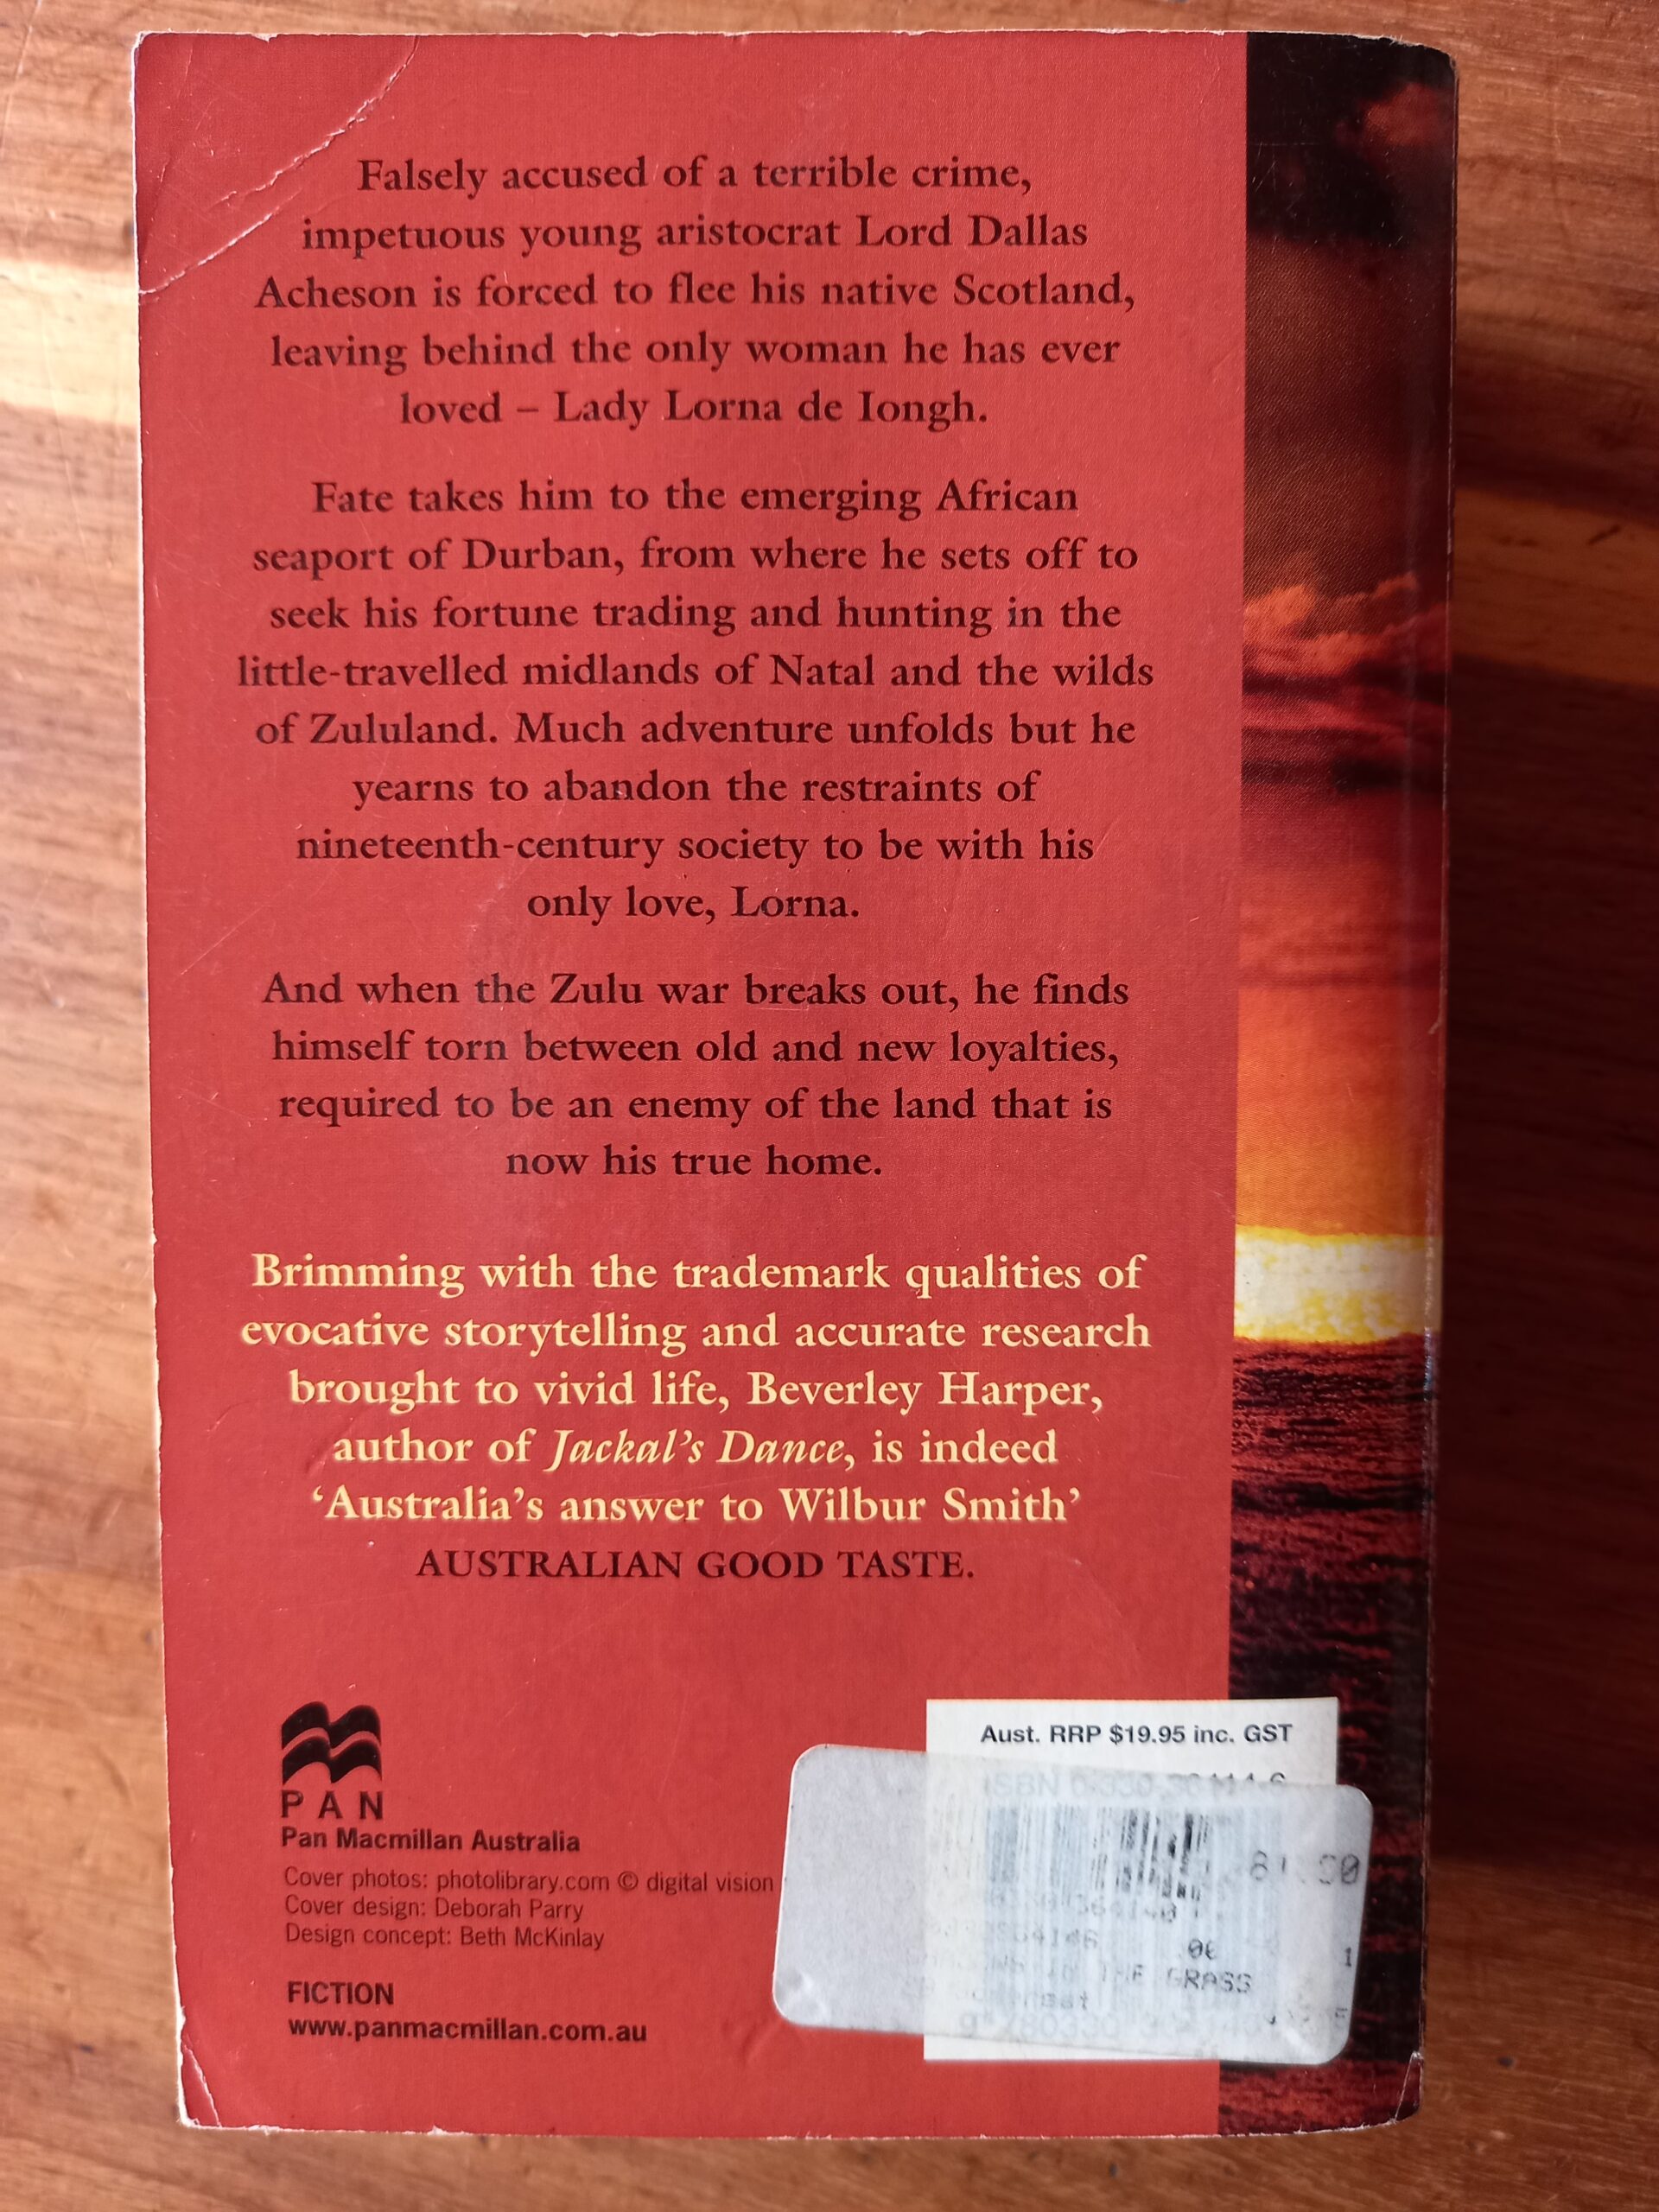 Falsely accused of a terrible crime,
impetuous young aristocrat Lord Dallas
Acheson is forced to flee his native Scotland,
leaving behind the only woman he has ever
loved – Lady Lorna de Iongh.
Fate takes him to the emerging African
seaport of Durban, from where he sets off to
seek his fortune trading and hunting in the
little-travelled midlands of Natal and the wilds
of Zululand. Much adventure unfolds but he
yearns to abandon the restraints of
nineteenth-century society to be with his
only love, Lorna.
And when the Zulu war breaks out, he finds
himself torn between old and new loyalties,
required to be an enemy of the land that is
now his true home.
Brimming with the trademark qualities of
evocative storytelling and accurate research
brought to vivid life, Beverley Harper,
author of Jackal’s Dance, is indeed
‘Australia’s answer to Wilbur Smith’
AUSTRALIAN GOOD TASTE.
PAN
Pan Macmillan Australia
Cover photos: photolibrary.com © digital vision
Cover design: Deborah Parry
Design concept: Beth McKinlay
FICTION
www.panmacmillan.com.au
Aust. RRP $19.95 inc. GST
ISBN
GRASS